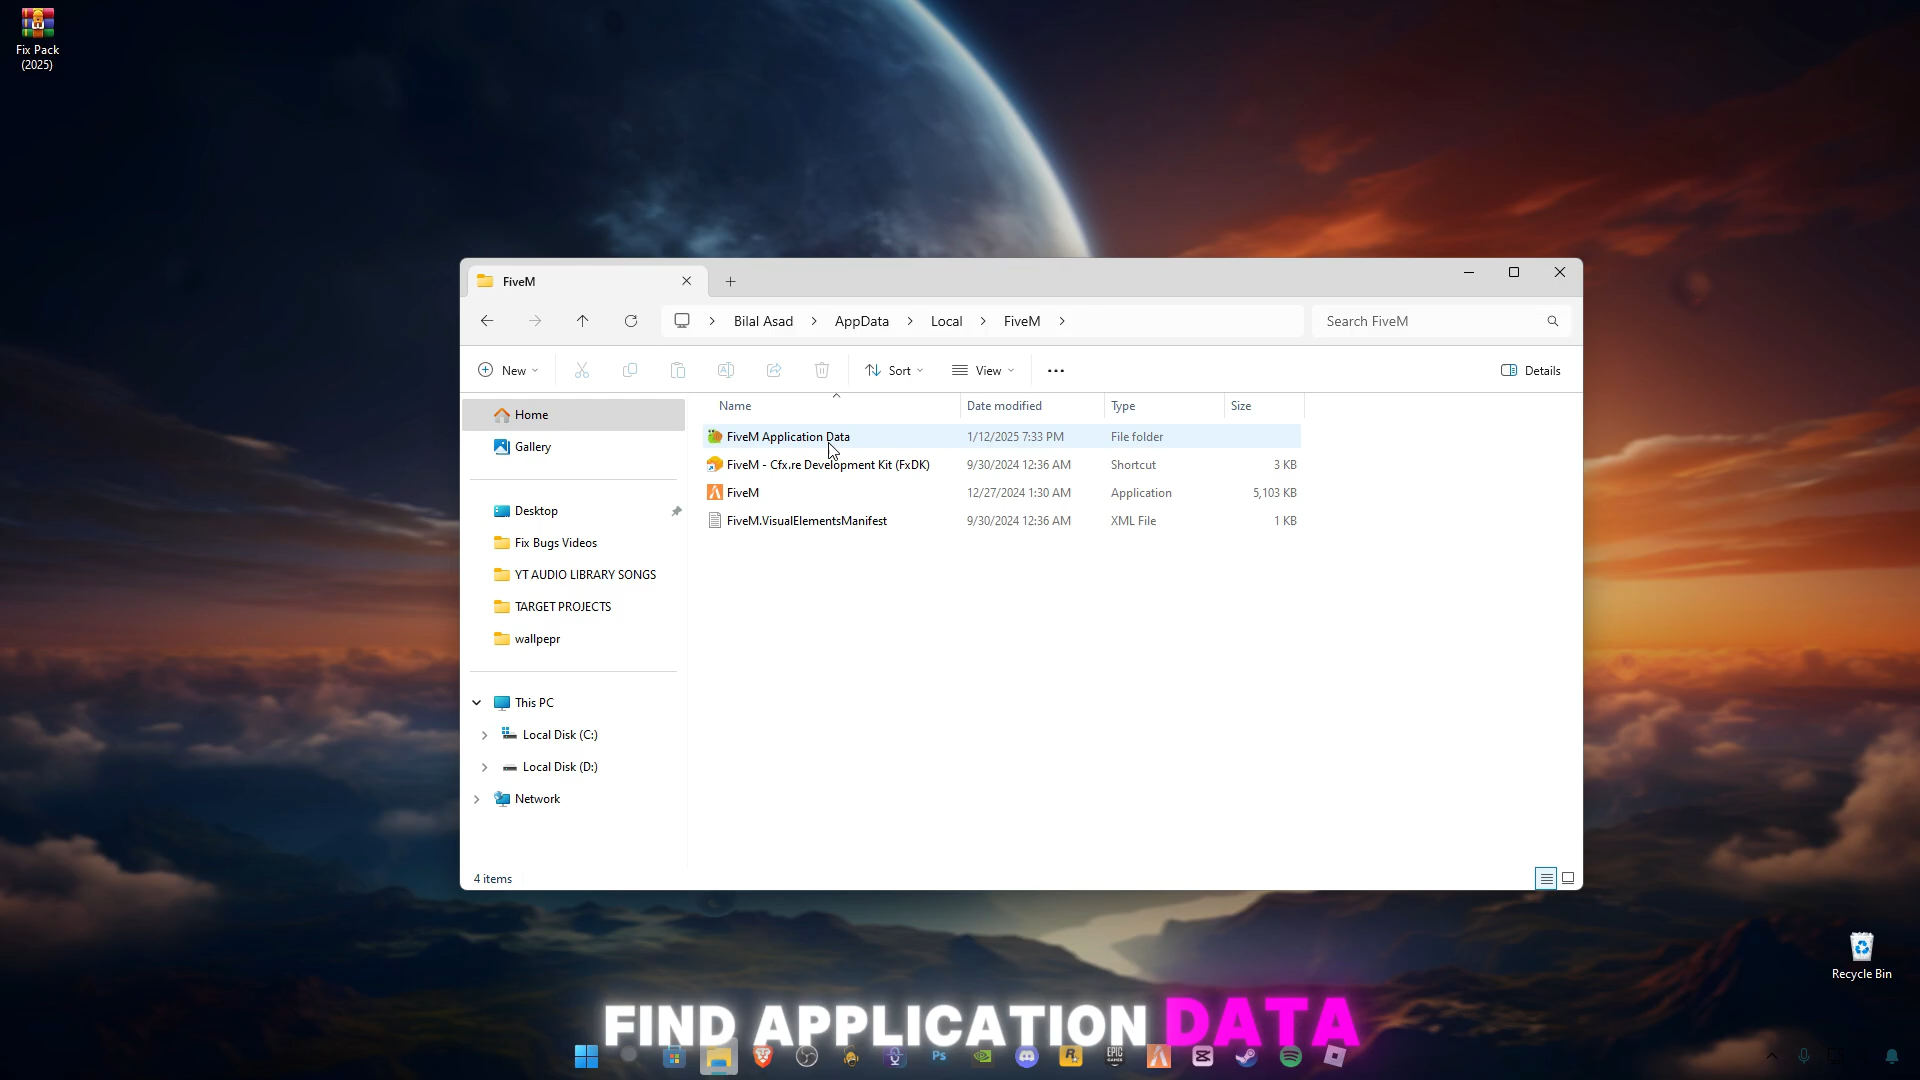 Fix Pack
(2025)
FiveM
Bilal Asad
AppData
Local
FiveM
Search FiveM
New
Sort
View
Details
Home
Gallery
Desktop
Fix Bugs Videos
YT AUDIO LIBRARY SONGS
TARGET PROJECTS
wallpepr
This PC
Local Disk (C:)
Local Disk (D:)
Network
Name Date modified Type Size
FiveM Application Data 1/12/2025 7:33 PM File folder
FiveM - Cfx.re Development Kit (FxDK) 9/30/2024 12:36 AM Shortcut 3 KB
FiveM 12/27/2024 1:30 AM Application 5,103 KB
FiveM.VisualElementsManifest 9/30/2024 12:36 AM XML File 1 KB
4 items
Recycle Bin
FIND APPLICATION DATA
Ps
R
EPIC
GAMES